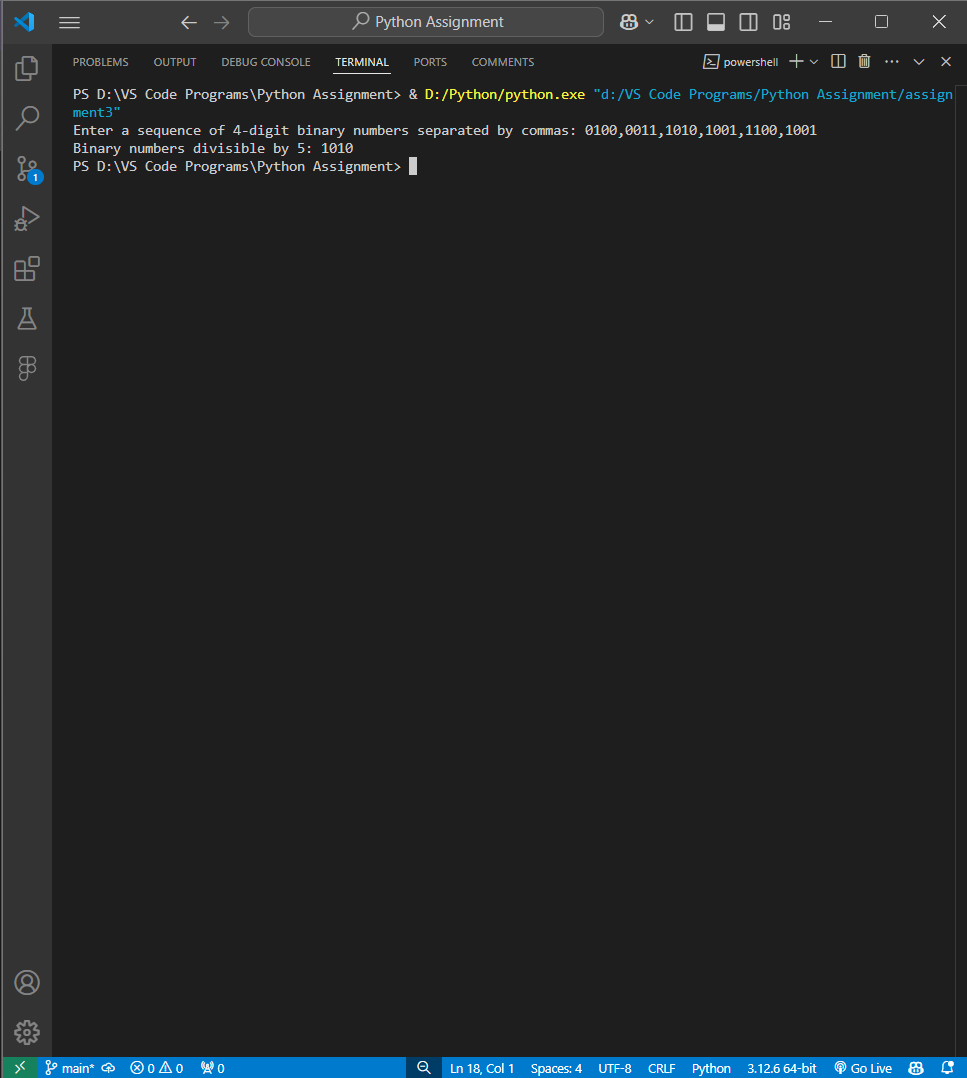 Python Assignment
PROBLEMS OUTPUT DEBUG CONSOLE TERMINAL PORTS COMMENTS powershell
PS D:\VS Code Programs\Python Assignment> & D:/Python/python.exe "d:/VS Code Programs/Python Assignment/assign
ment3"
Enter a sequence of 4-digit binary numbers separated by commas: 0100,0011,1010,1001,1100,1001
Binary numbers divisible by 5: 1010
PS D:\VS Code Programs\Python Assignment>
1
main* 0 0 0 Ln 18, Col 1 Spaces: 4 UTF-8 CRLF Python 3.12.6 64-bit Go Live